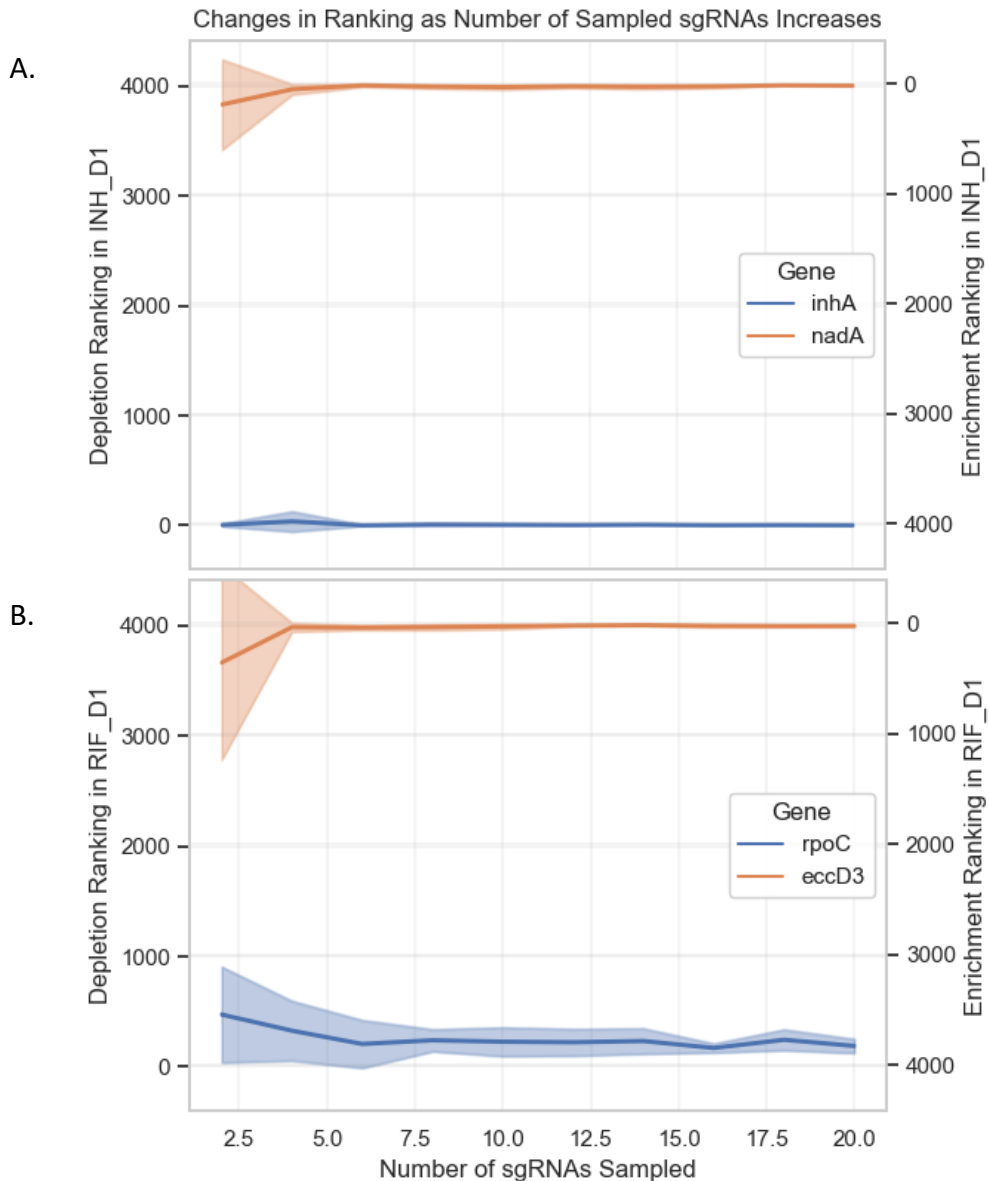 Changes in Ranking as Number of Sampled sgRNAs Increases
A.
Depletion Ranking in INH_D1
4000
3000
2000
1000
0
Gene
inhA
nadA
0
1000
2000
3000
4000
Enrichment Ranking in INH_D1
B.
Depletion Ranking in RIF_D1
4000
3000
2000
1000
0
Gene
rpoC
eccD3
0
1000
2000
3000
4000
Enrichment Ranking in RIF_D1
2.5 5.0 7.5 10.0 12.5 15.0 17.5 20.0
Number of sgRNAs Sampled